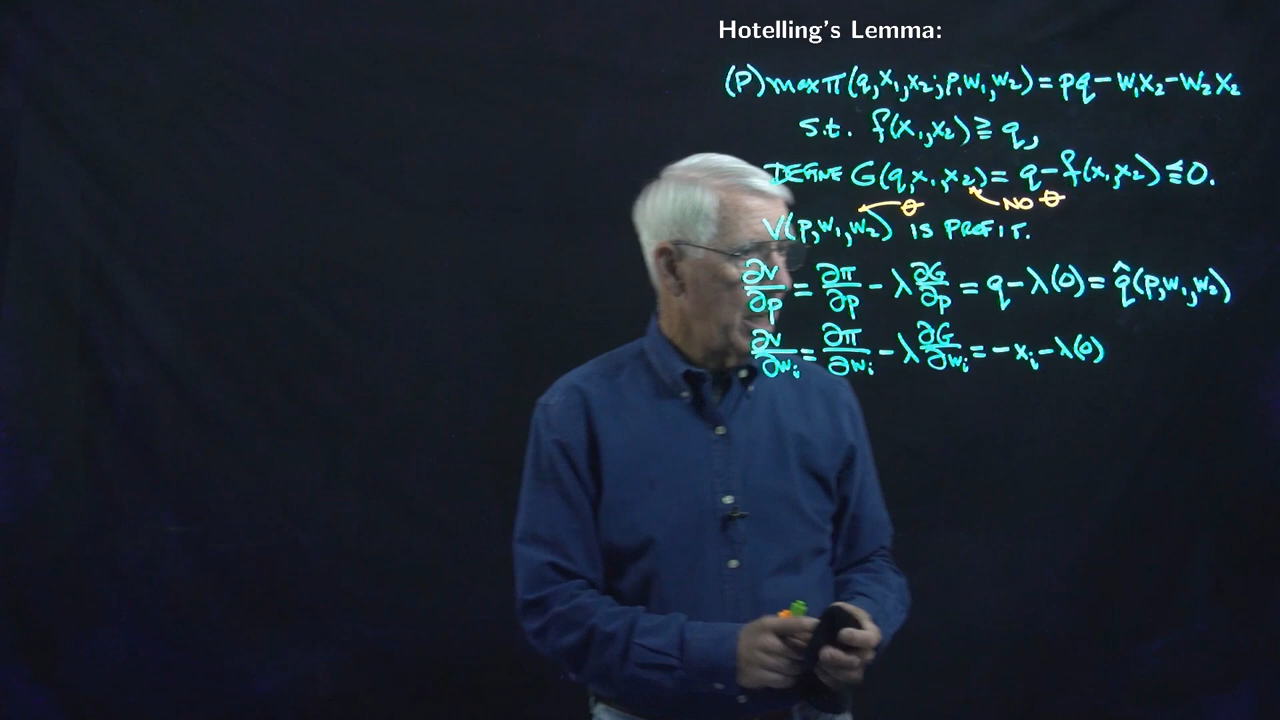 Hotelling's Lemma:
(P) max π(q,x₁,x₂;p,w₁,w₂) = pq − w₁x₂ − w₂x₂
s.t. f(x₁,x₂) ≧ q,
DEFINE G(q,x₁,x₂) = q − f(x₁,x₂) ≦ 0.
θ NO θ
V(p,w₁,w₂) IS PROFIT.
∂V/∂p = ∂π/∂p − λ ∂G/∂p = q − λ(0) = q̂(p,w₁,w₂)
∂V/∂wᵢ = ∂π/∂wᵢ − λ ∂G/∂wᵢ = −xᵢ − λ(0)